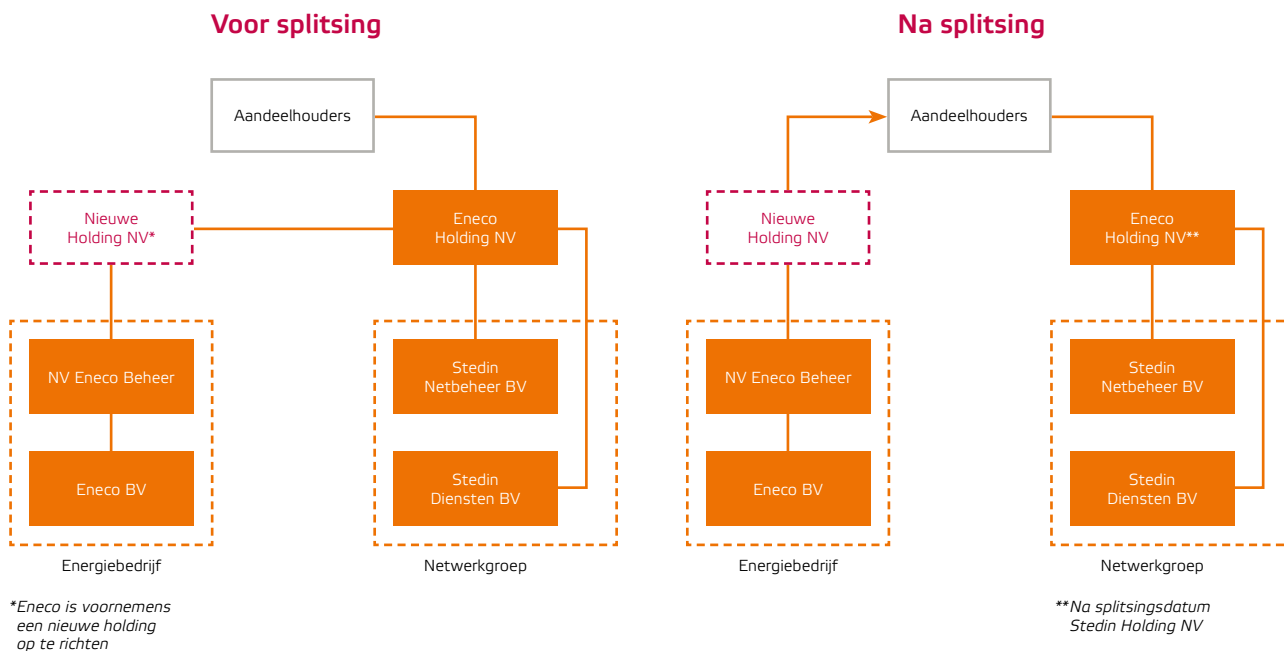 Voor splitsing
Aandeelhouders
Nieuwe
Holding NV*
Eneco
Holding NV
NV Eneco Beheer
Eneco BV
Energiebedrijf
Stedin
Netbeheer BV
Stedin
Diensten BV
Netwerkgroep
*Eneco is voornemens
een nieuwe holding
op te richten
Na splitsing
Aandeelhouders
Nieuwe
Holding NV
Eneco
Holding NV**
NV Eneco Beheer
Eneco BV
Energiebedrijf
Stedin
Netbeheer BV
Stedin
Diensten BV
Netwerkgroep
**Na splitsingsdatum
Stedin Holding NV